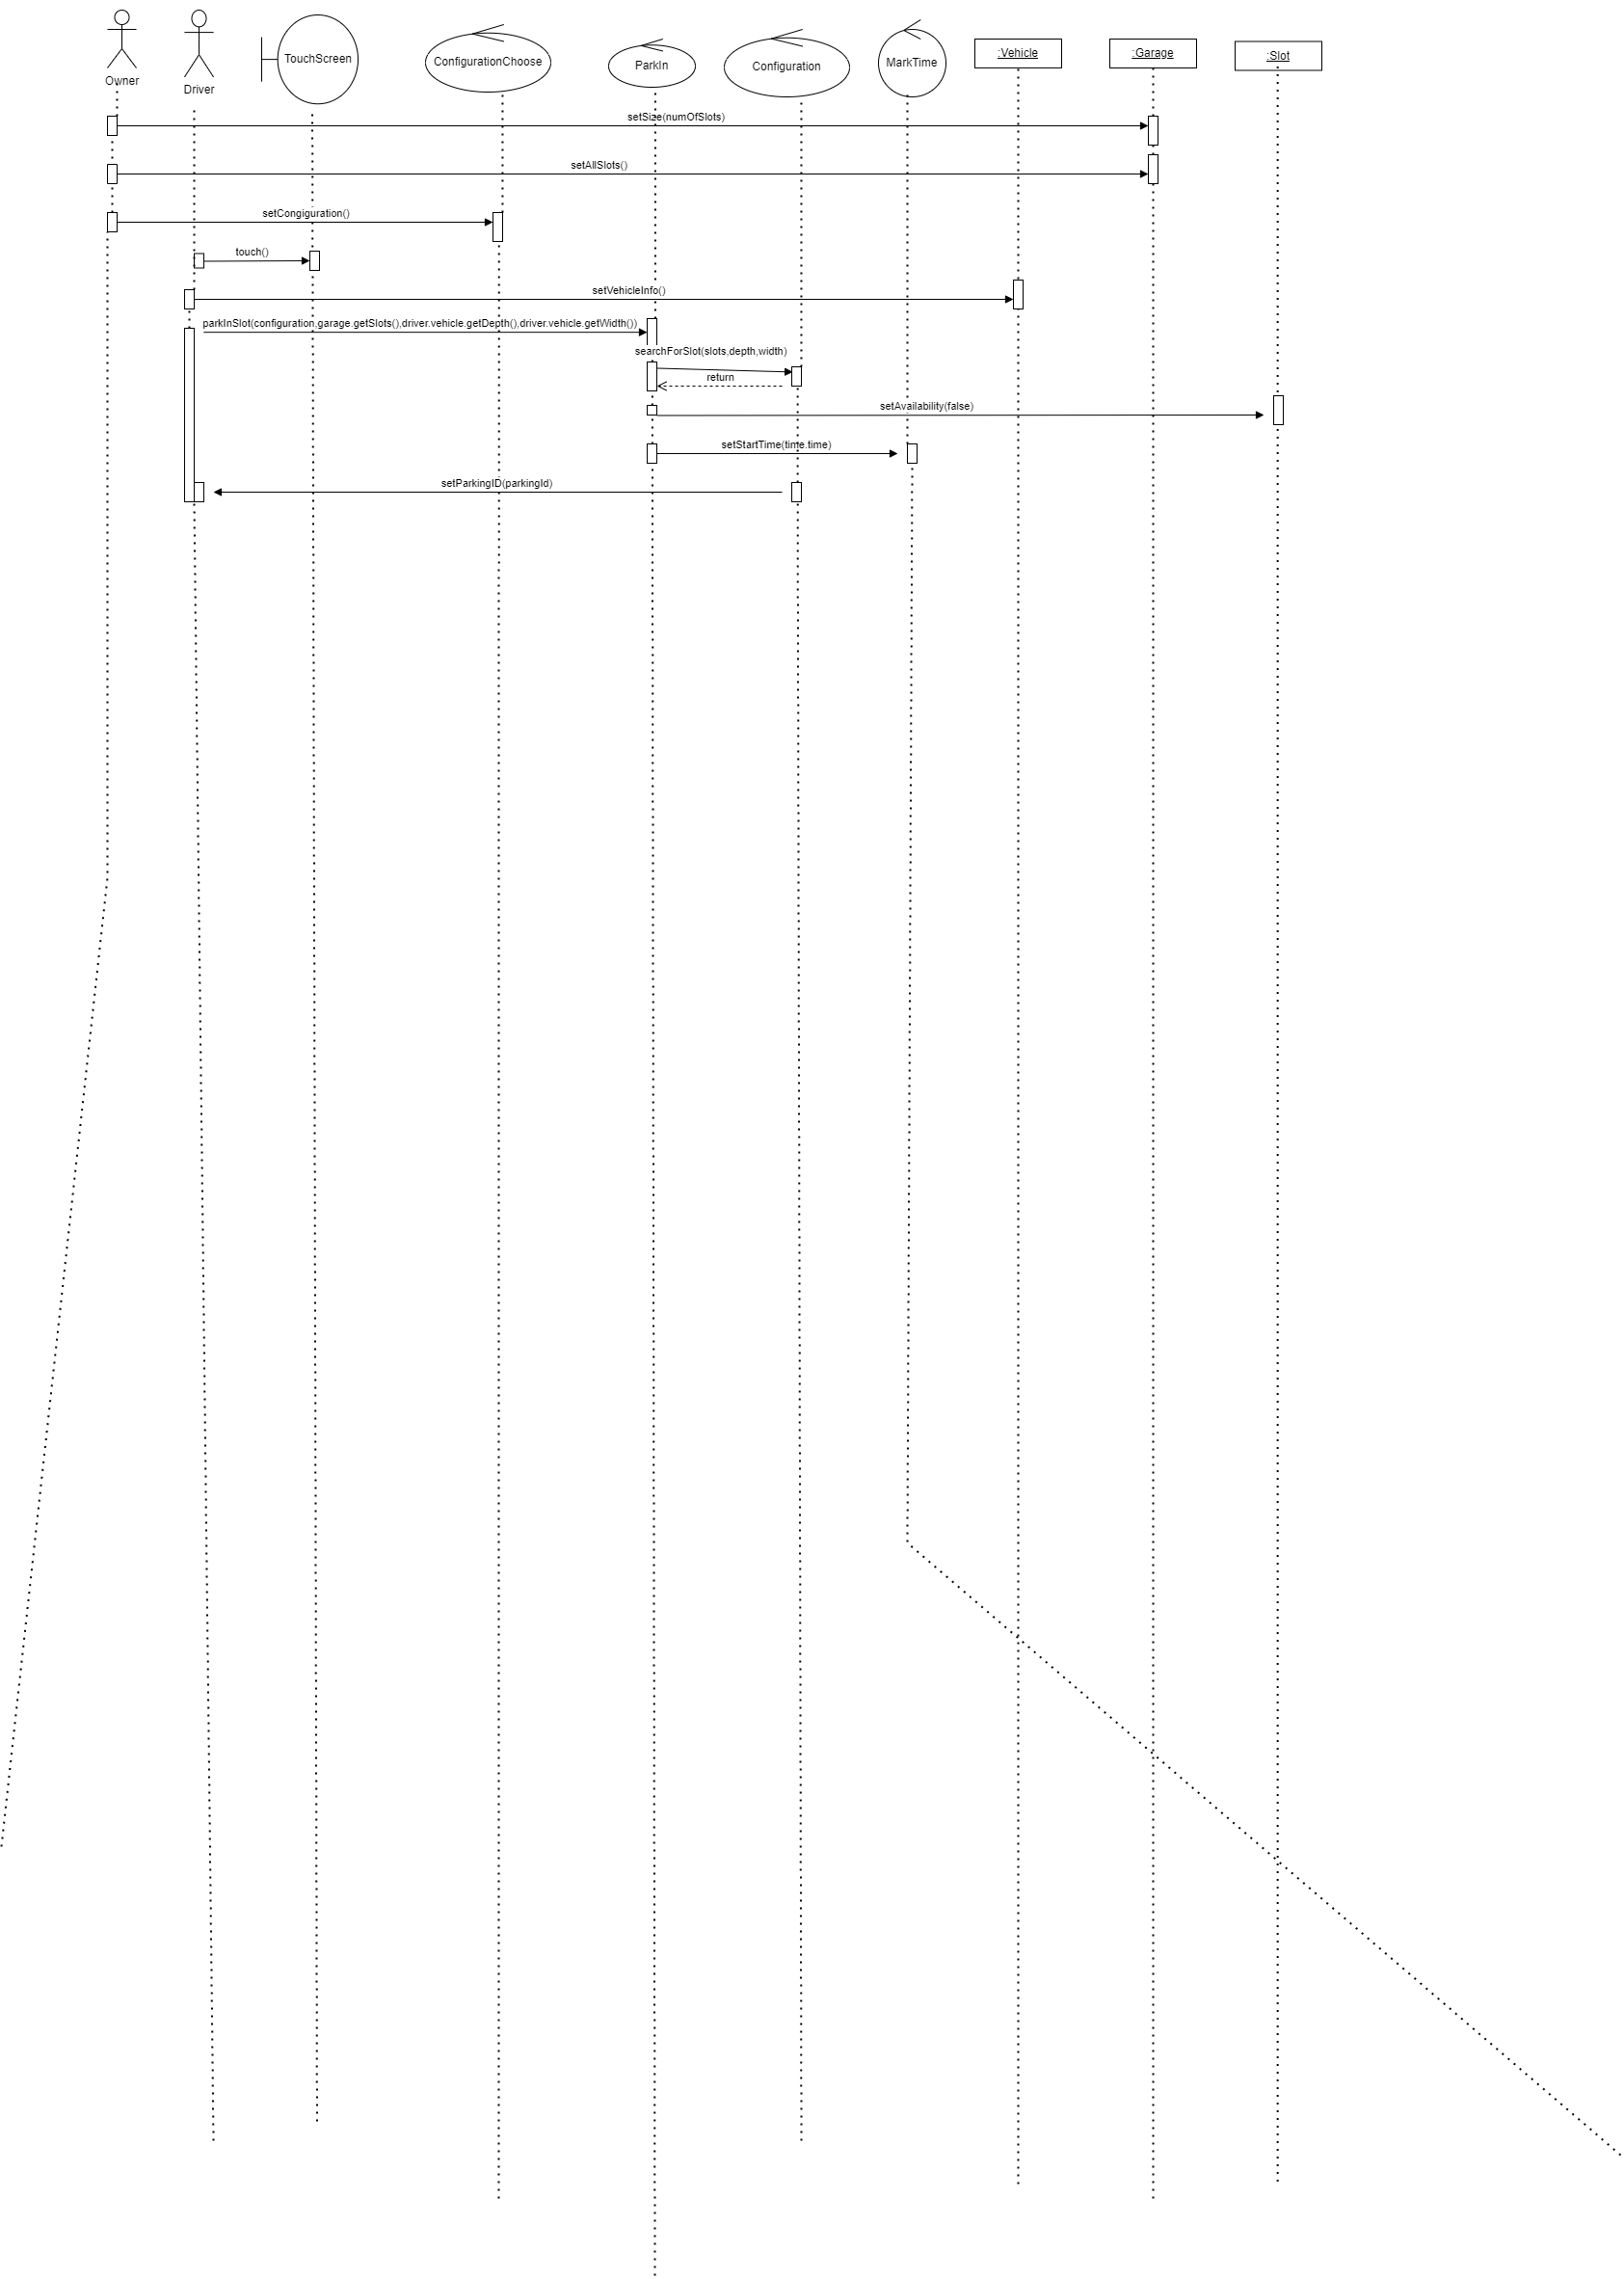 Owner
Driver
TouchScreen
ConfigurationChoose
ParkIn
Configuration
MarkTime
:Vehicle
:Garage
:Slot
setSize(numOfSlots)
setAllSlots()
setCongiguration()
touch()
setVehicleInfo()
parkInSlot(configuration,garage.getSlots(),driver.vehicle.getDepth(),driver.vehicle.getWidth())
searchForSlot(slots,depth,width)
return
setAvailability(false)
setStartTime(time.time)
setParkingID(parkingId)